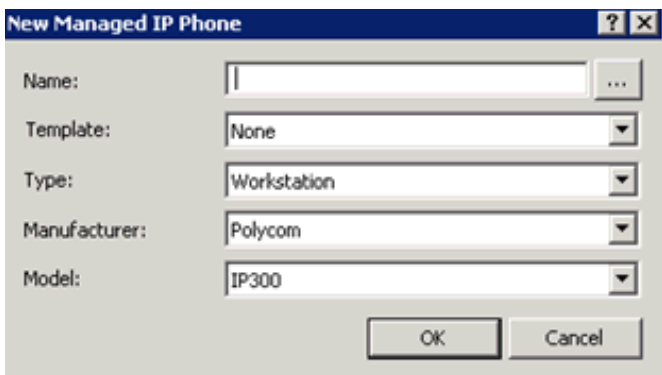 New Managed IP Phone ? X
Name: ...
Template: None
Type: Workstation
Manufacturer: Polycom
Model: IP300
OK Cancel